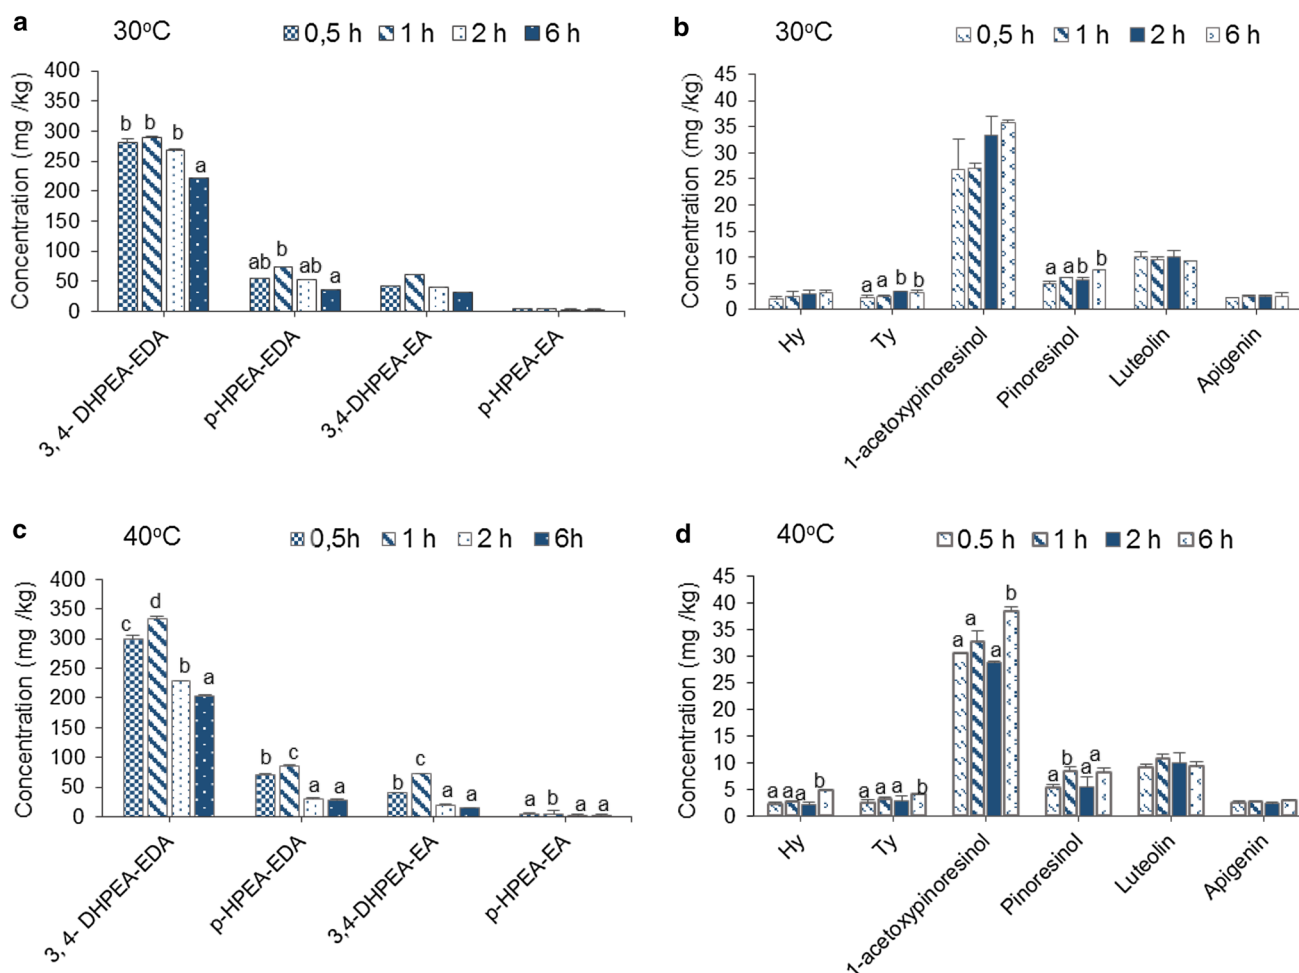 a
30°C
0,5 h 1 h 2 h 6 h
Concentration (mg /kg)
400
350
300
250
200
150
100
50
0
b b b a
ab b ab a
3, 4- DHPEA-EDA
p-HPEA-EDA
3,4-DHPEA-EA
p-HPEA-EA
b
30°C
0,5 h 1 h 2 h 6 h
Concentration (mg /kg)
45
40
35
30
25
20
15
10
5
0
a a b b
a ab b
Hy
Ty
1-acetoxypinoresinol
Pinoresinol
Luteolin
Apigenin
c
40°C
0,5h 1 h 2 h 6h
Concentration (mg /kg)
400
350
300
250
200
150
100
50
0
c d b a
b c a a
b c a a
a b a a
3, 4- DHPEA-EDA
p-HPEA-EDA
3,4-DHPEA-EA
p-HPEA-EA
d
40°C
0.5 h 1 h 2 h 6 h
Concentration (mg /kg)
45
40
35
30
25
20
15
10
5
0
a a a b
a a a b
a a a b
a b a a
Hy
Ty
1-acetoxypinoresinol
Pinoresinol
Luteolin
Apigenin